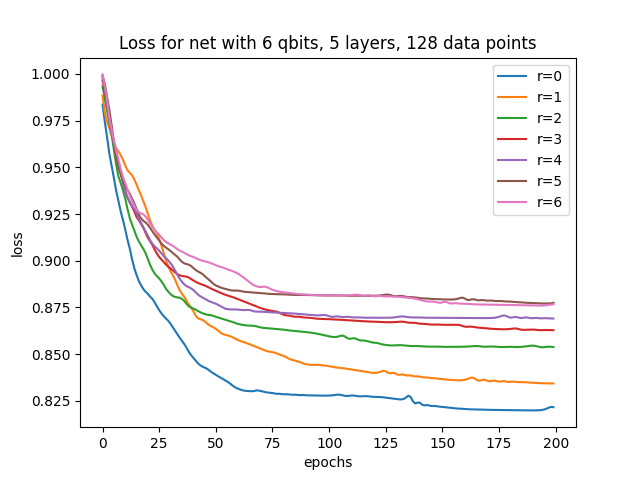 Loss for net with 6 qbits, 5 layers, 128 data points
loss
1.000
0.975
0.950
0.925
0.900
0.875
0.850
0.825
r=0
r=1
r=2
r=3
r=4
r=5
r=6
0 25 50 75 100 125 150 175 200
epochs